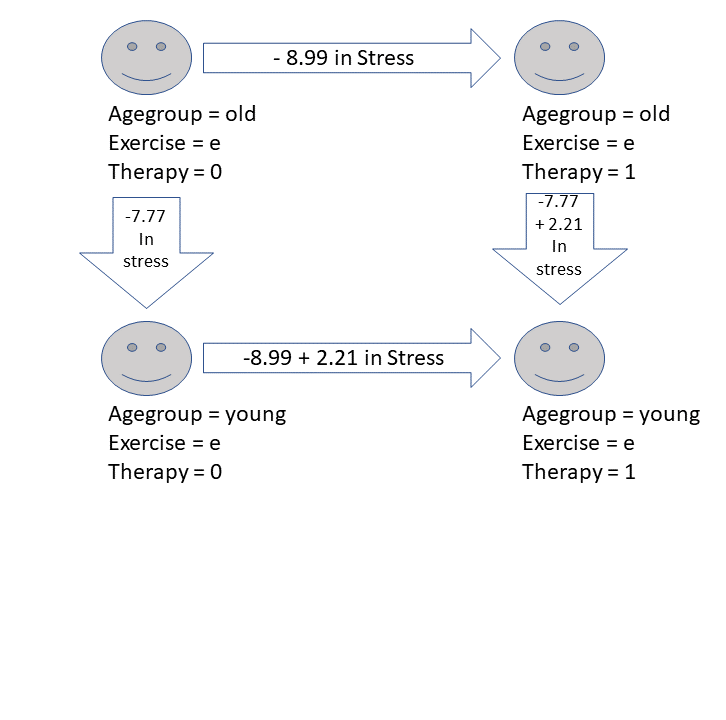 - 8.99 in Stress
Agegroup = old
Exercise = e
Therapy = 0
Agegroup = old
Exercise = e
Therapy = 1
-7.77
In
stress
-7.77
+ 2.21
In
stress
-8.99 + 2.21 in Stress
Agegroup = young
Exercise = e
Therapy = 0
Agegroup = young
Exercise = e
Therapy = 1